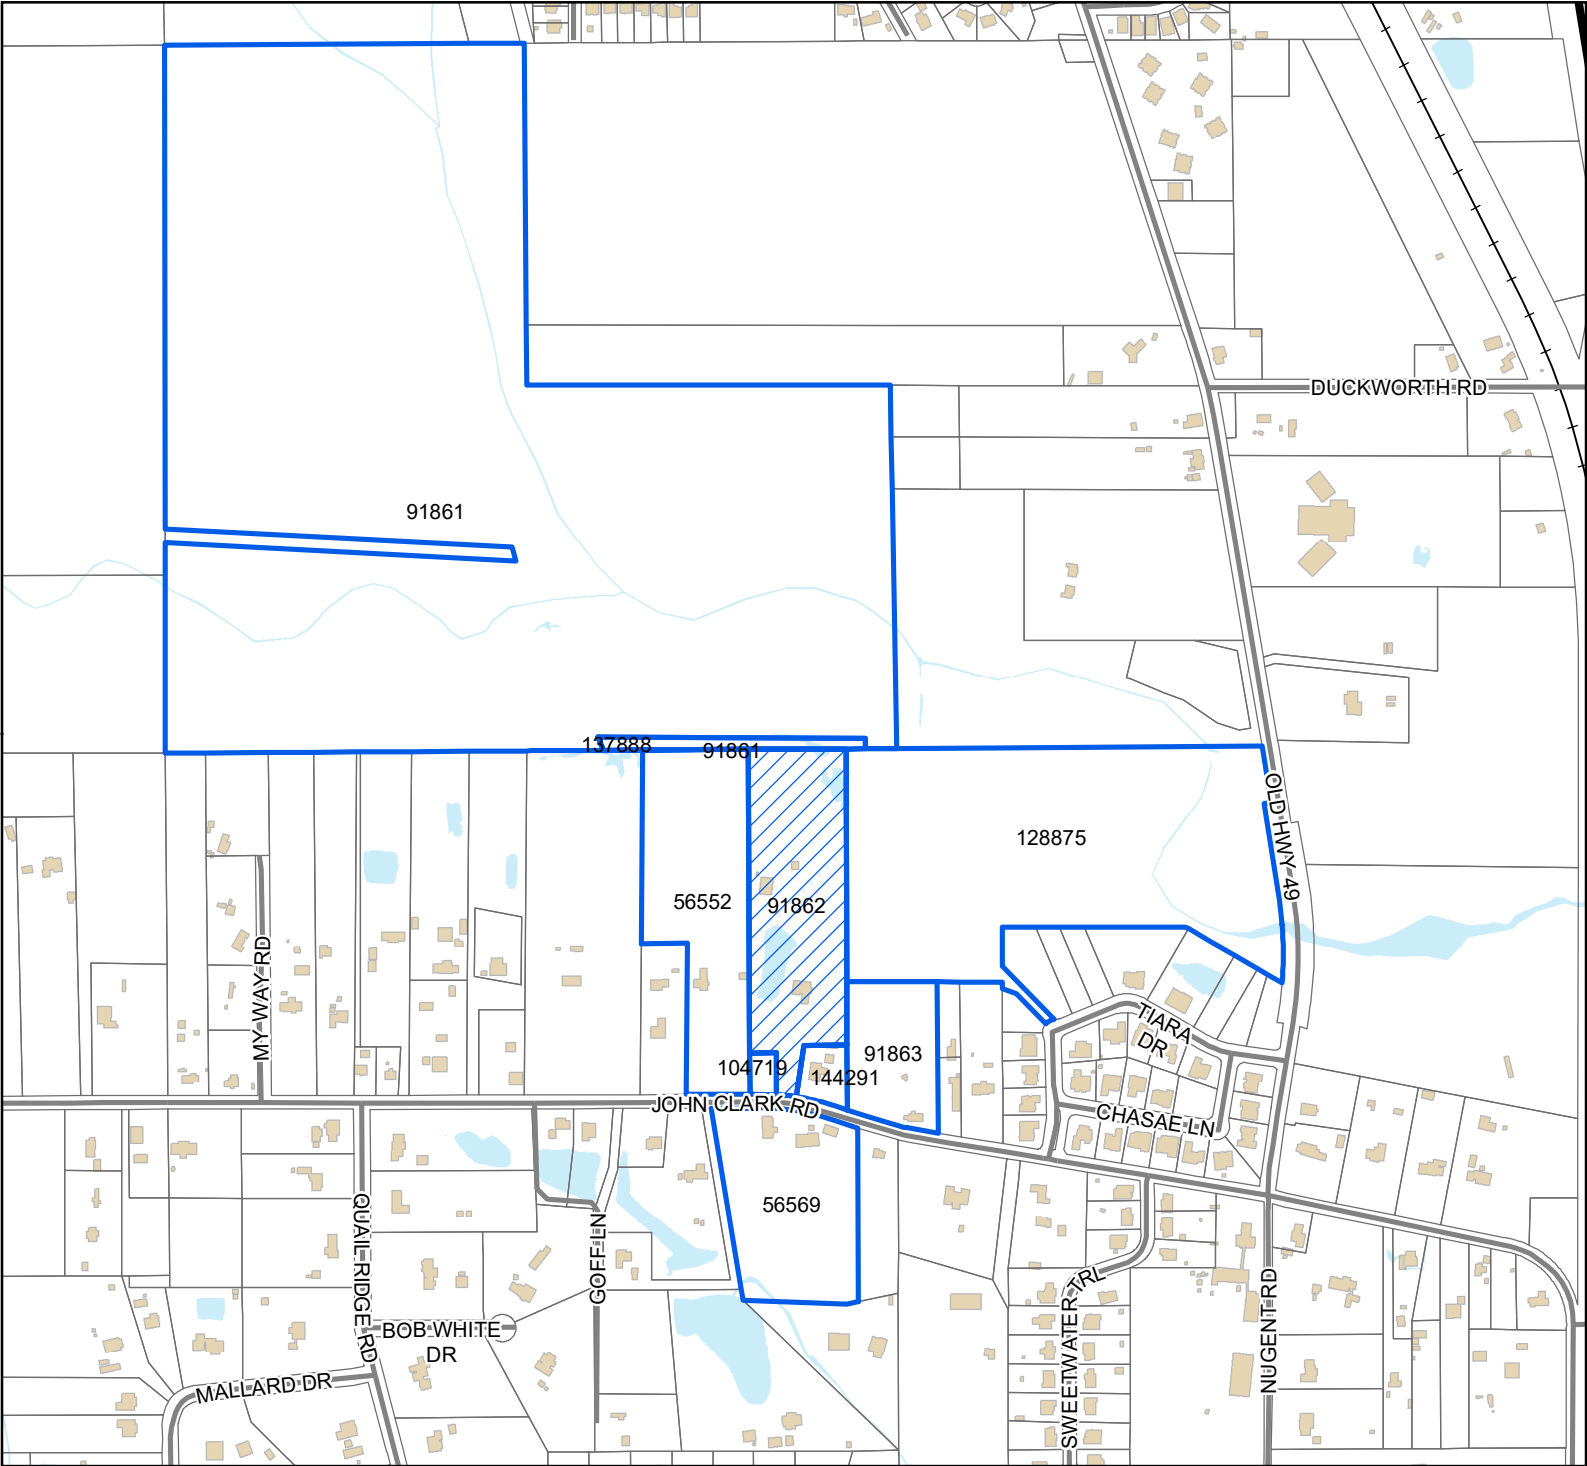 DUCKWORTH RD
91861
137888
91861
OLD HWY 49
128875
56552
91862
MY WAY RD
TIARA
DR
91863
104719
144291
JOHN CLARK RD
CHASAE LN
56569
QUAIL RIDGE RD
GOFF LN
SWEETWATER TRL
NUGENT RD
BOB WHITE
DR
MALLARD DR